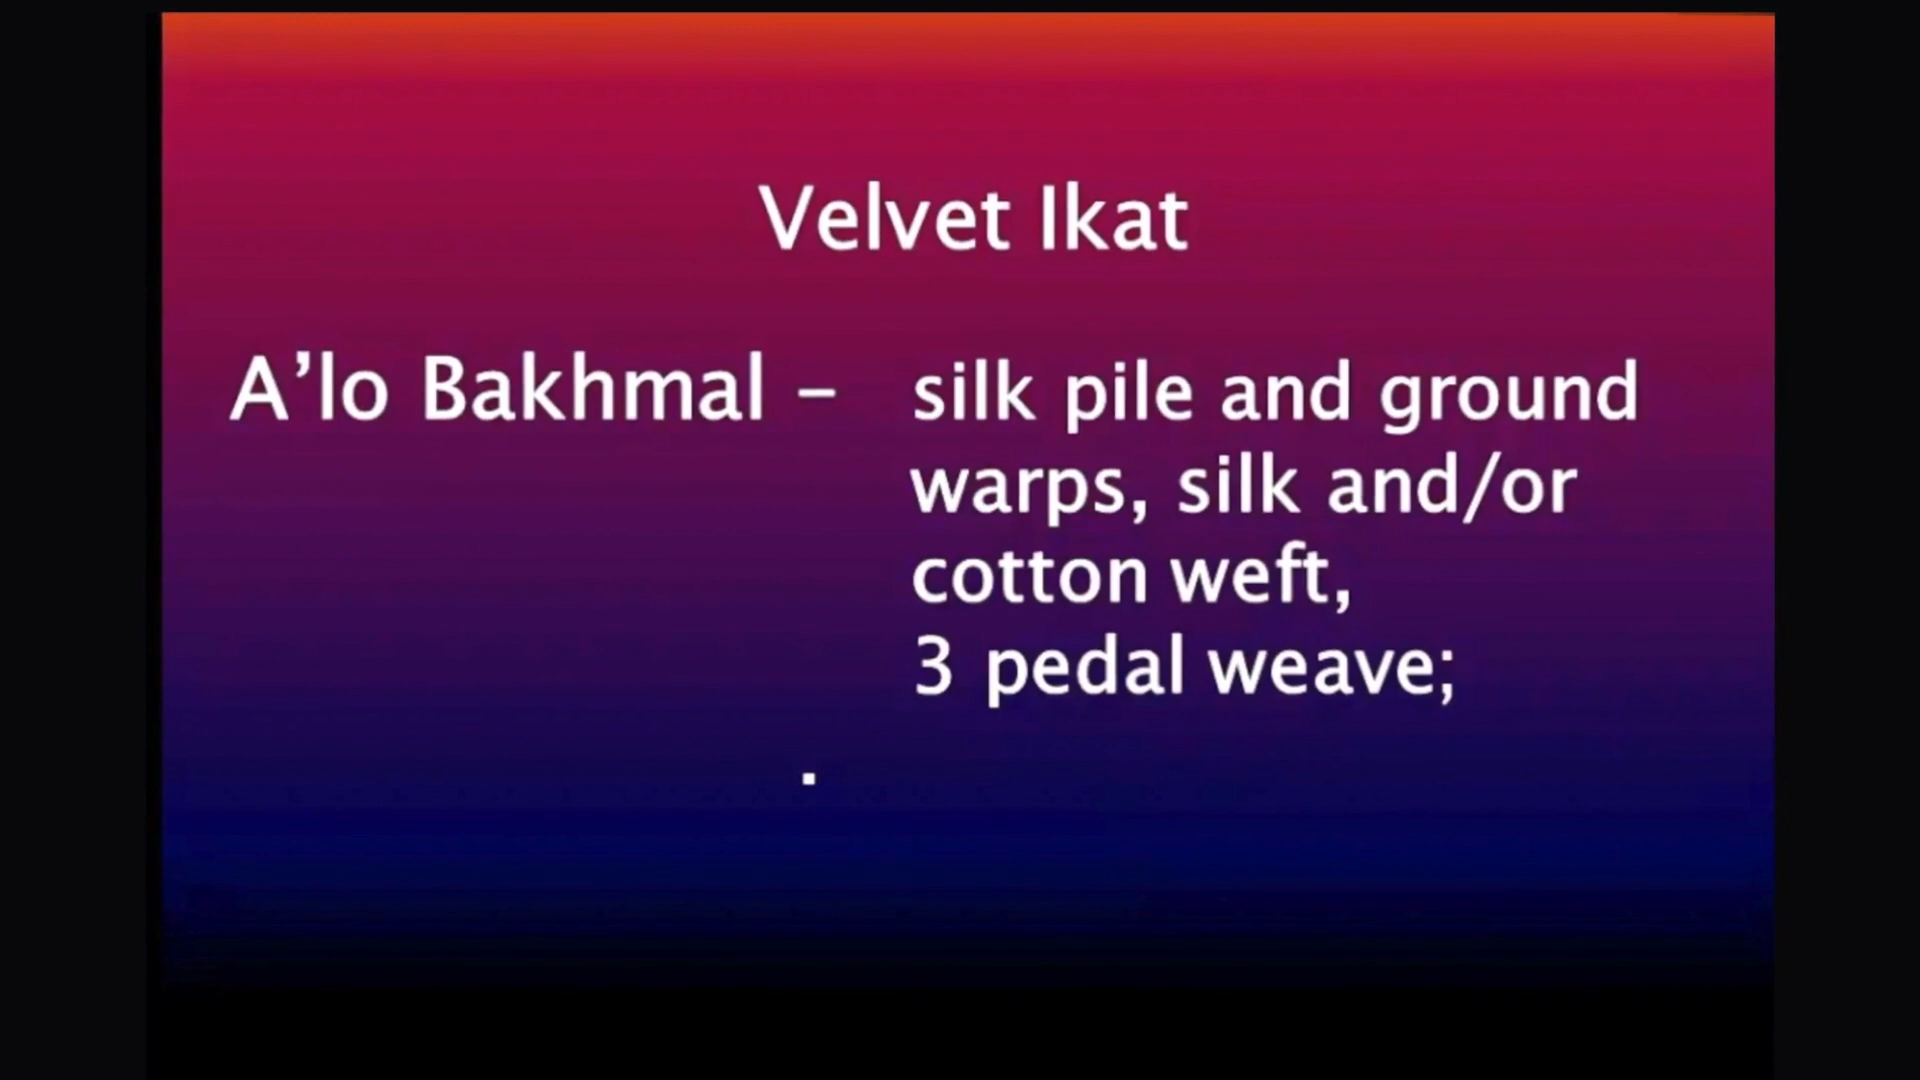 Velvet Ikat
A’lo Bakhmal – silk pile and ground
warps, silk and/or
cotton weft,
3 pedal weave;
.